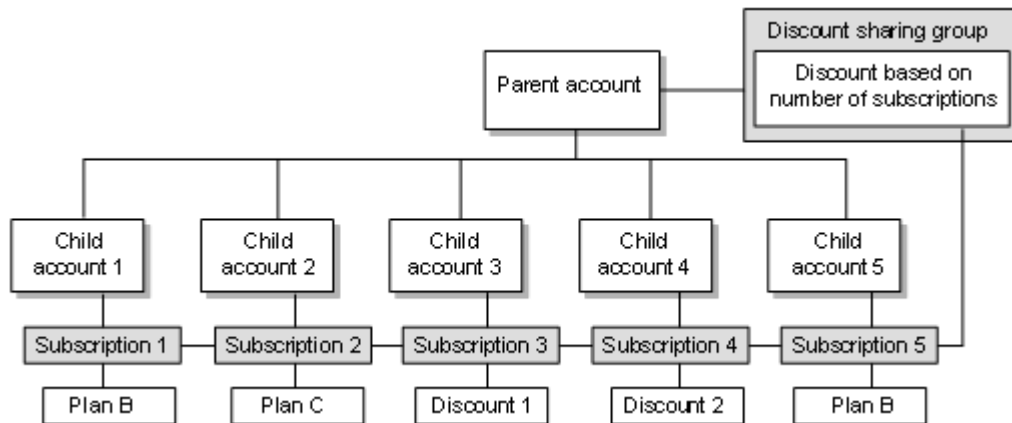 Discount sharing group
Discount based on
number of subscriptions
Parent account
Child
account 1
Child
account 2
Child
account 3
Child
account 4
Child
account 5
Subscription 1
Subscription 2
Subscription 3
Subscription 4
Subscription 5
Plan B
Plan C
Discount 1
Discount 2
Plan B